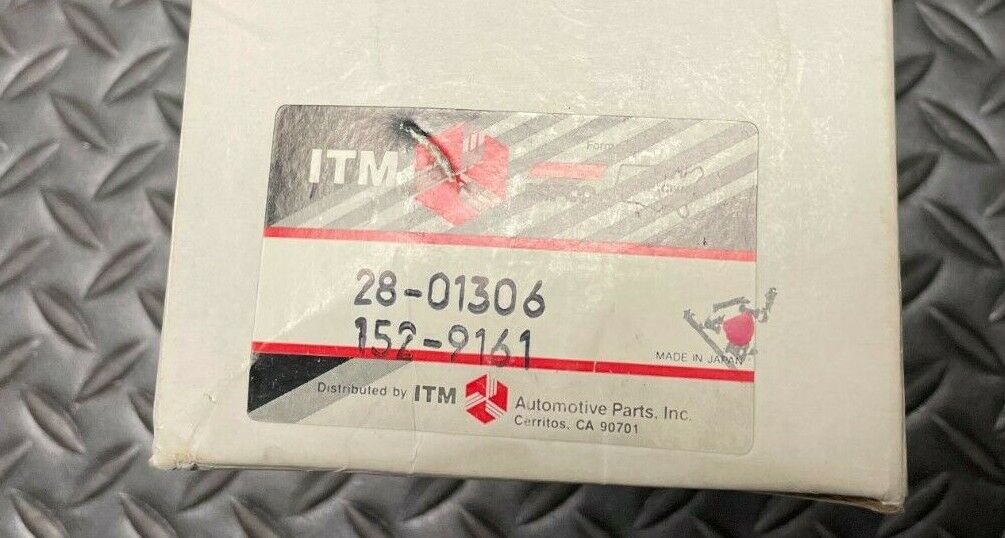 ITM
28-01306
152-9161
MADE IN JAPAN
Distributed by ITM Automotive Parts, Inc.
Cerritos, CA 90701